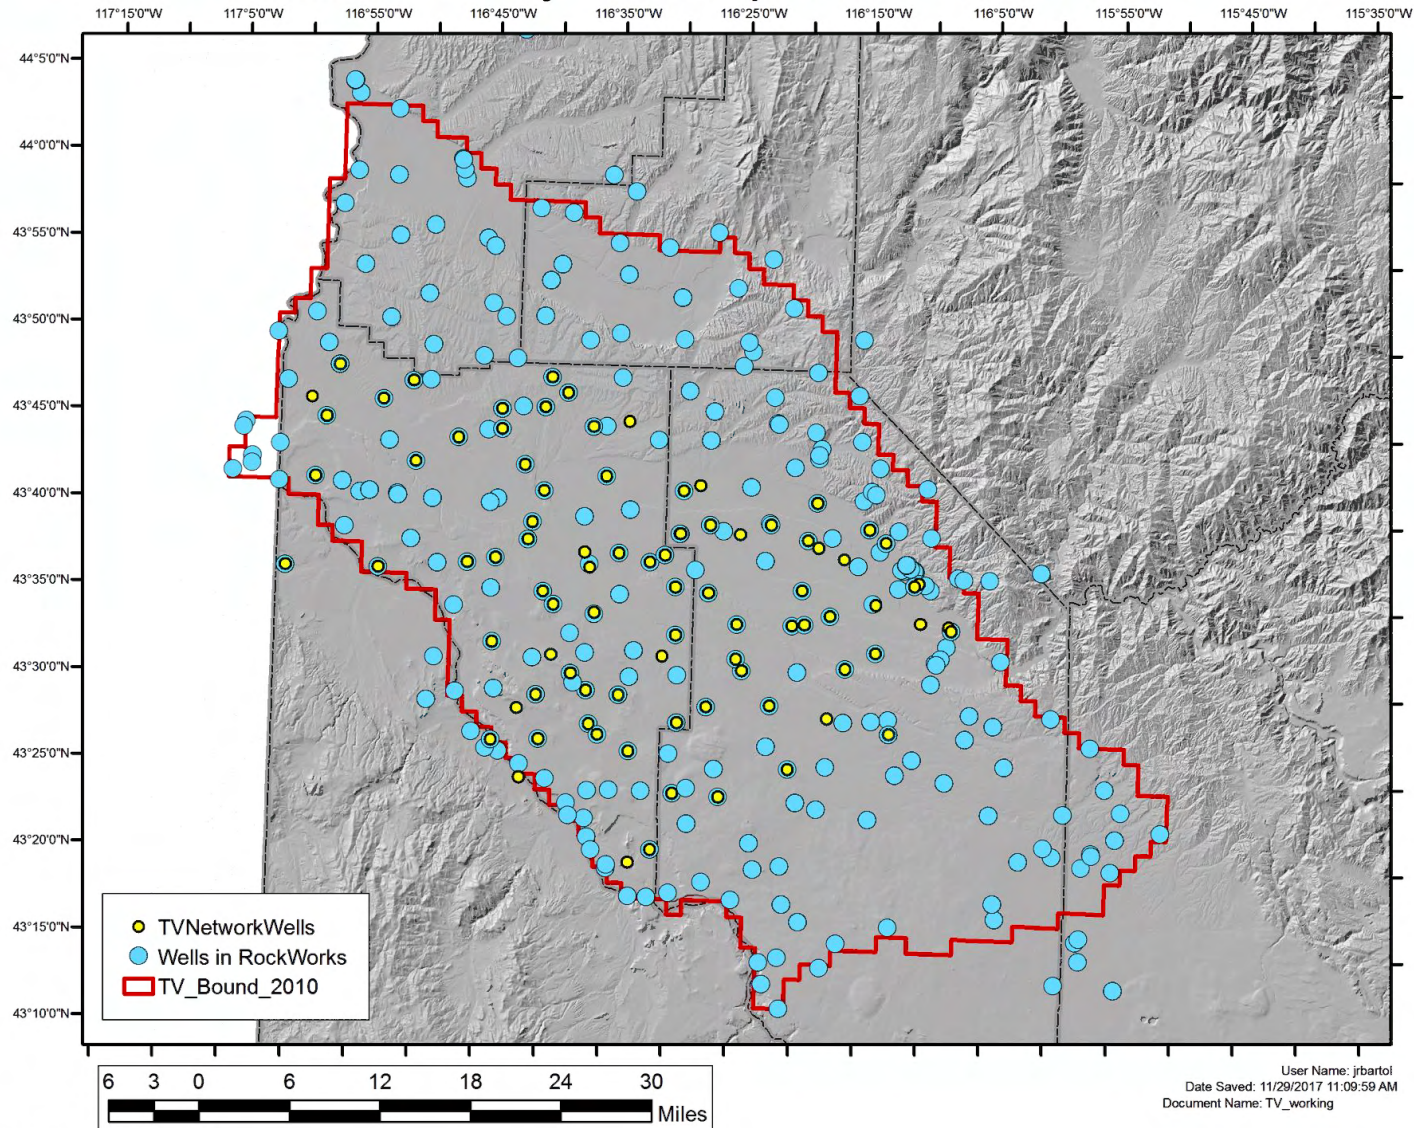 117°15'0"W 117°5'0"W 116°55'0"W 116°45'0"W 116°35'0"W 116°25'0"W 116°15'0"W 116°5'0"W 115°55'0"W 115°45'0"W 115°35'0"W
44°5'0"N
44°0'0"N
43°55'0"N
43°50'0"N
43°45'0"N
43°40'0"N
43°35'0"N
43°30'0"N
43°25'0"N
43°20'0"N
43°15'0"N
43°10'0"N
TVNetworkWells
Wells in RockWorks
TV_Bound_2010
6 3 0 6 12 18 24 30
Miles
User Name: jrbartol
Date Saved: 11/29/2017 11:09:59 AM
Document Name: TV_working